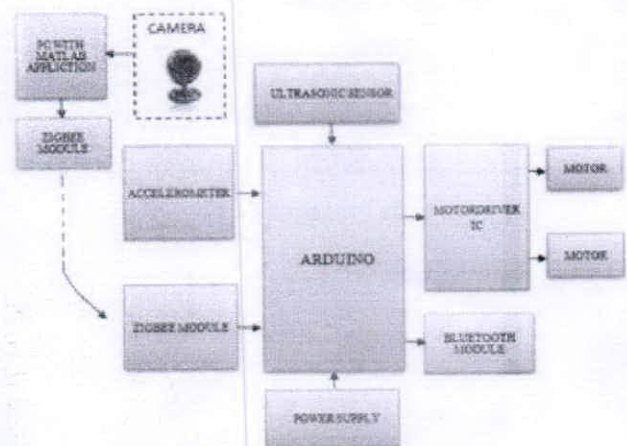 CAMERA
PC WITH
MATLAB
APPLICTION
ULTRASONIC SENSOR
ZIGBEE
MODULE
ACCELEROMETER
MOTORDRIVER
IC
MOTOR
ARDUINO
MOTOR
ZIGBEE MODULE
BLUETOOTH
MODULE
POWER SUPPLY